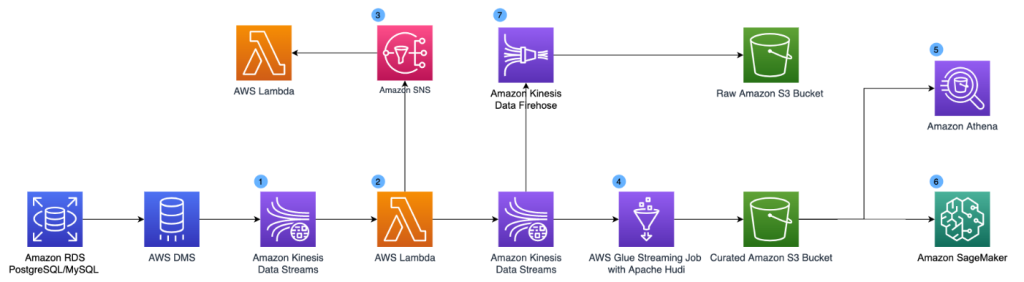 3
7
AWS Lambda
Amazon SNS
Amazon Kinesis
Data Firehose
Raw Amazon S3 Bucket
5
Amazon Athena
1
2
4
6
Amazon RDS
PostgreSQL/MySQL
AWS DMS
Amazon Kinesis
Data Streams
AWS Lambda
Amazon Kinesis
Data Streams
AWS Glue Streaming Job
with Apache Hudi
Curated Amazon S3 Bucket
Amazon SageMaker